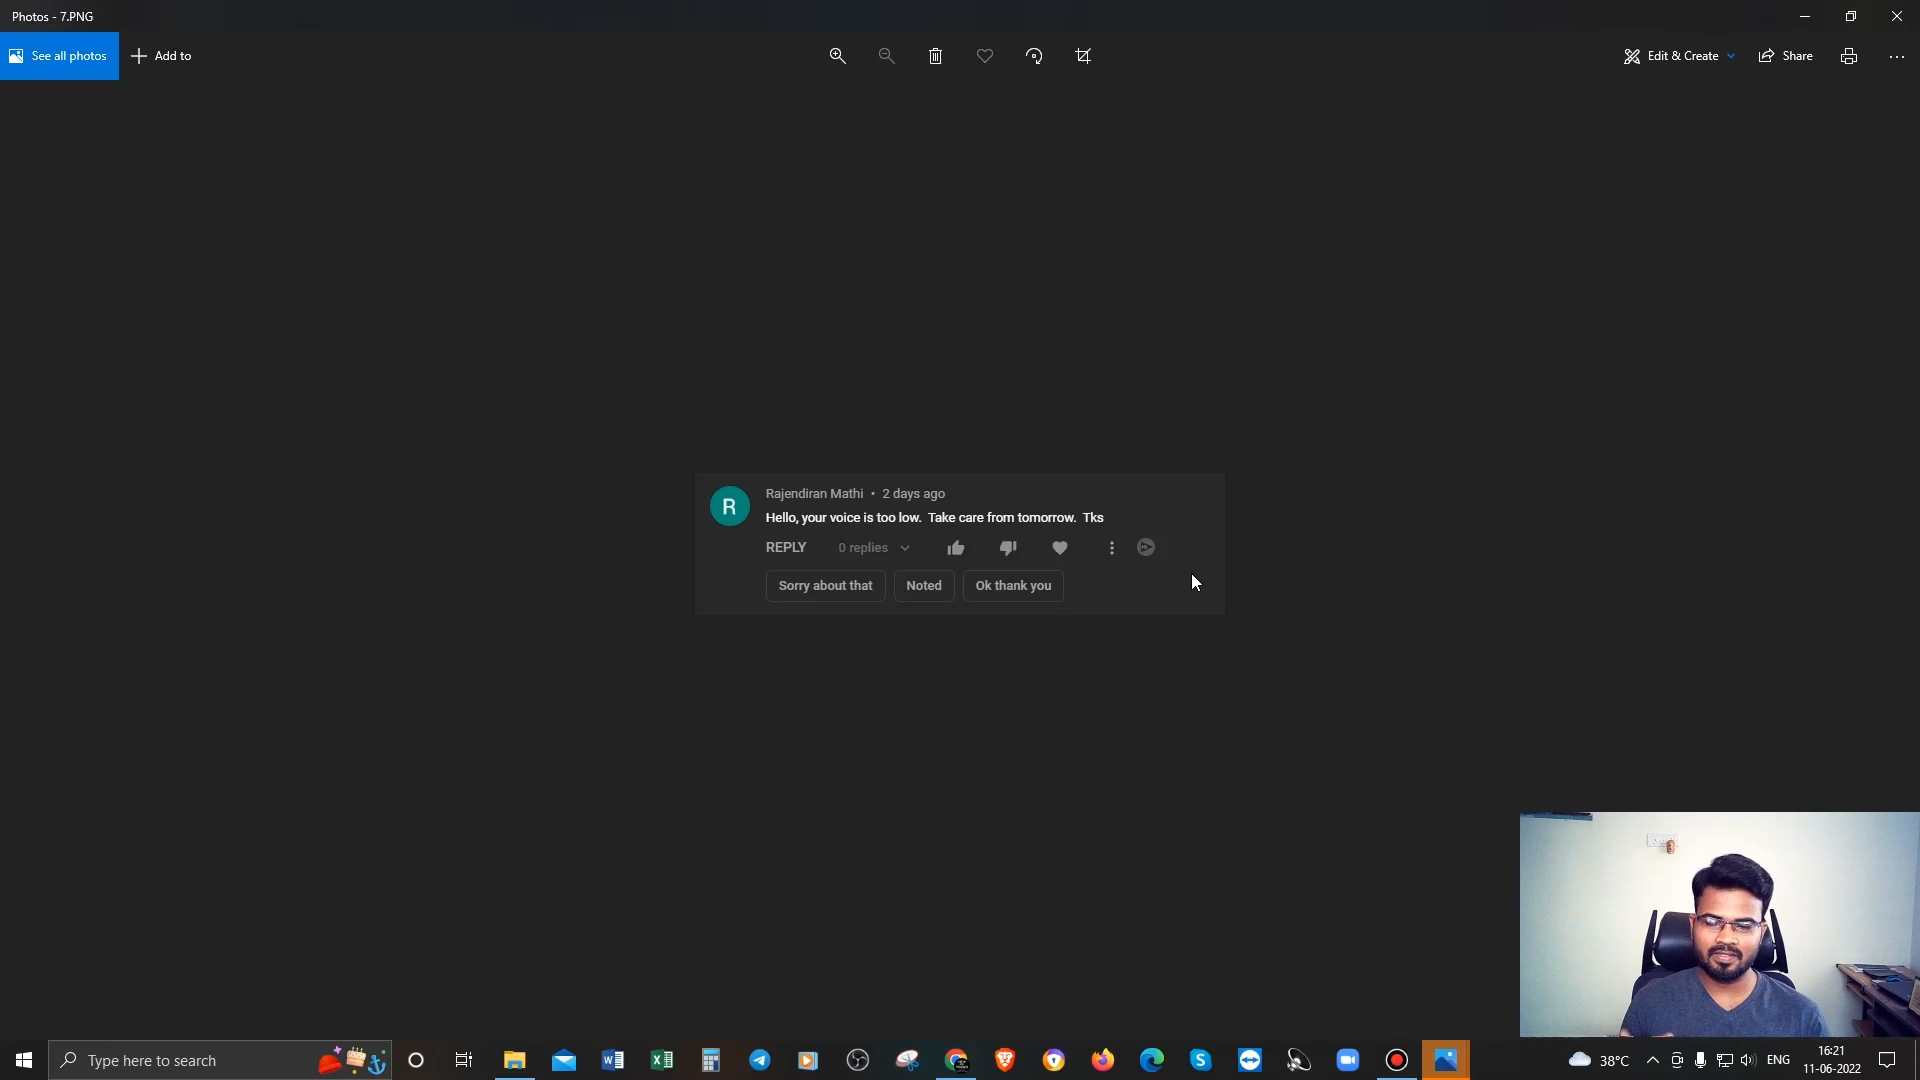 Photos - 7.PNG
See all photos
Add to
Edit & Create
Share
R
Rajendiran Mathi • 2 days ago
Hello, your voice is too low.  Take care from tomorrow.  Tks
REPLY
0 replies
Sorry about that
Noted
Ok thank you
Type here to search
38°C
ENG
16:21
11-06-2022